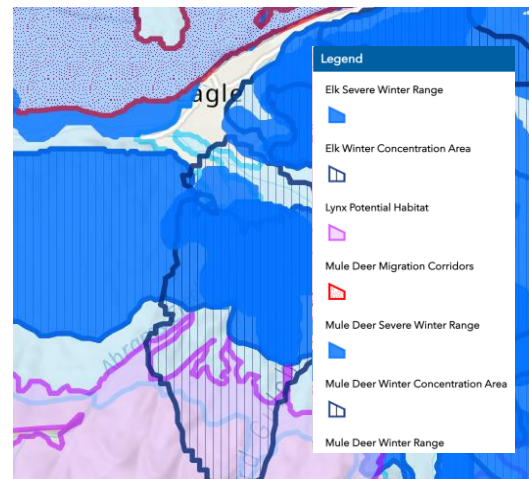 Legend
Elk Severe Winter Range
agle
Elk Winter Concentration Area
Lynx Potential Habitat
Mule Deer Migration Corridors
Mule Deer Severe Winter Range
Mule Deer Winter Concentration Area
Mule Deer Winter Range